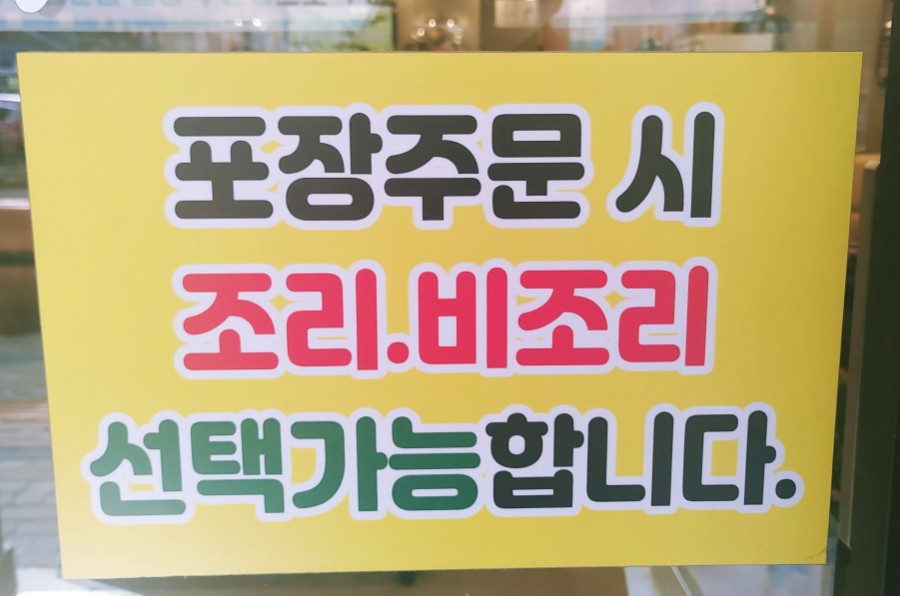 포장주문 시
조리.비조리
선택가능합니다.